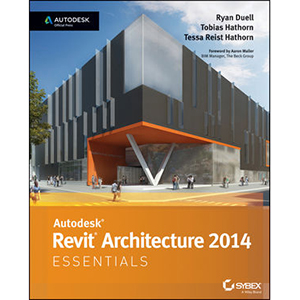 AUTODESK
Official Press
Ryan Duell
Tobias Hathorn
Tessa Reist Hathorn
Foreword by Aaron Maller
BIM Manager, The Beck Group
Autodesk®
Revit® Architecture 2014
ESSENTIALS
SYBEX
A Wiley Brand